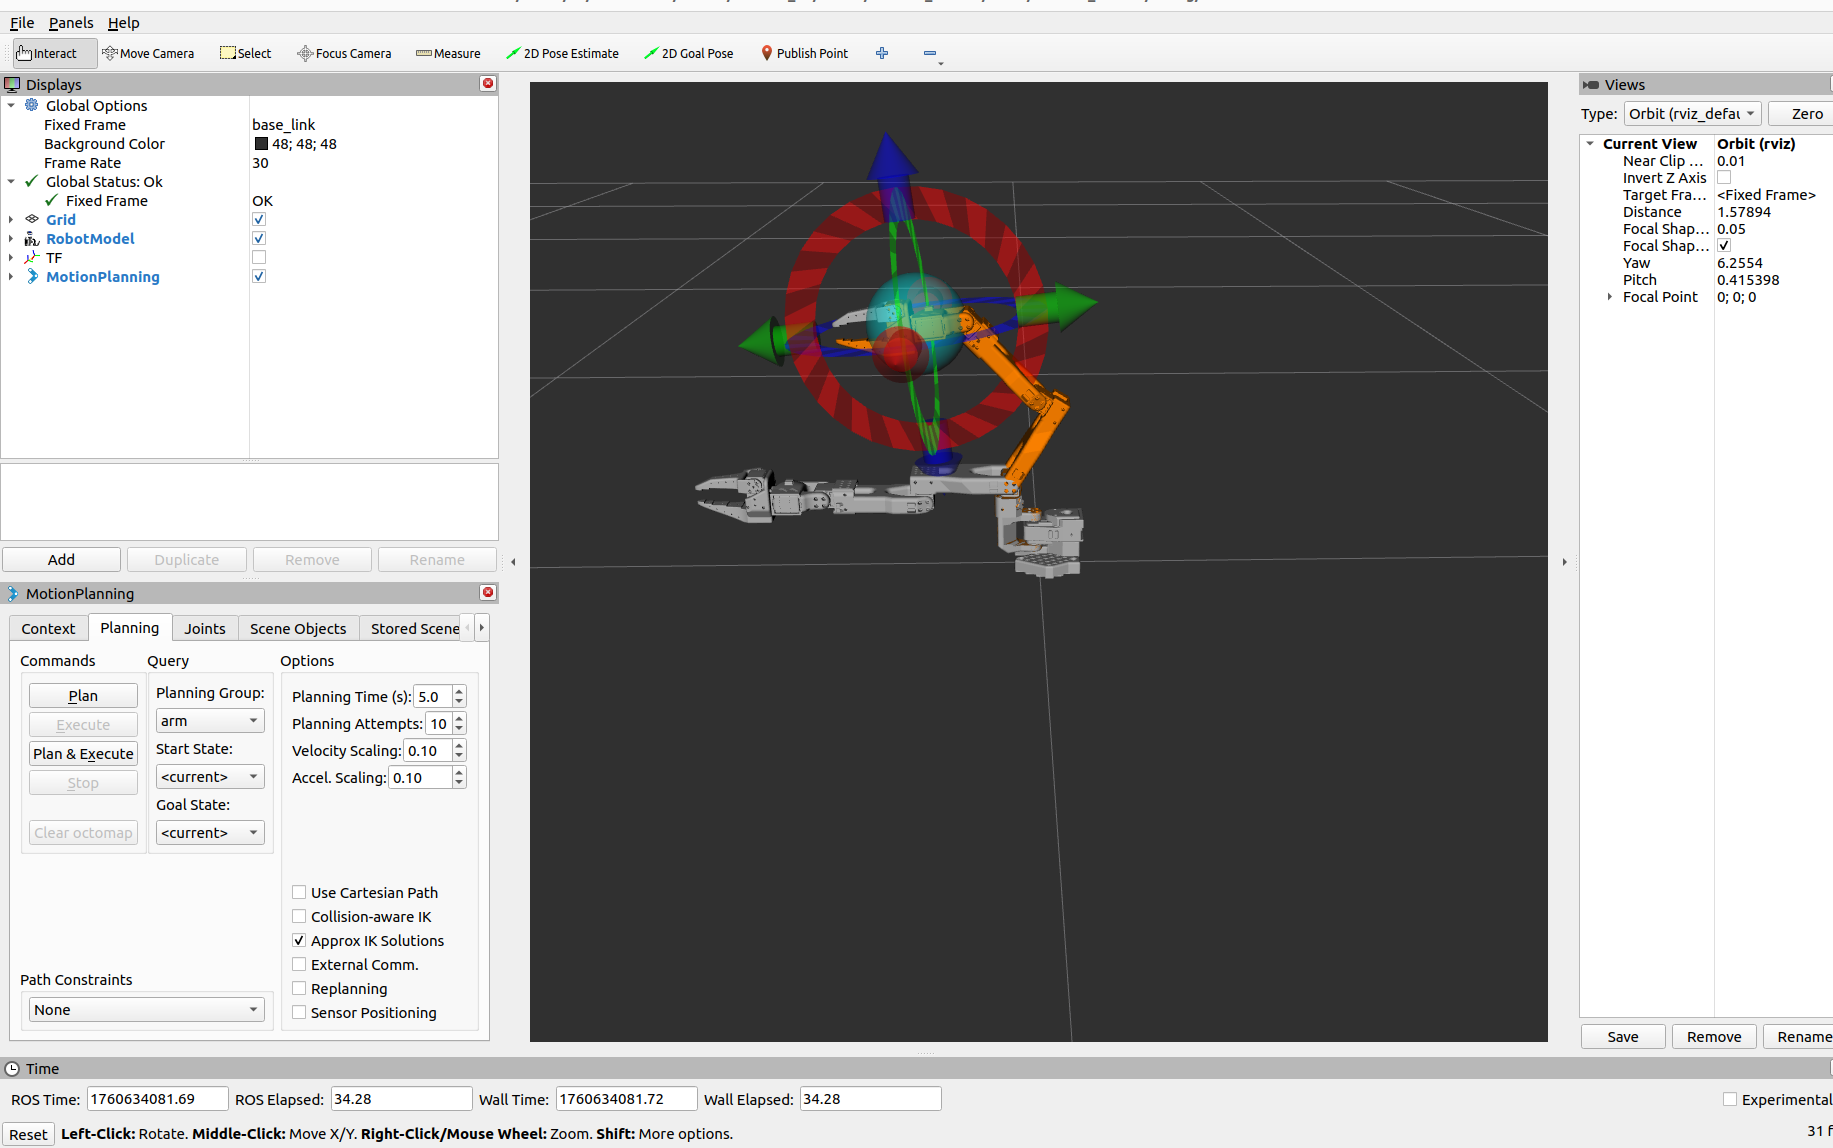 File Panels Help
Interact Move Camera Select Focus Camera Measure 2D Pose Estimate 2D Goal Pose Publish Point
Displays
Global Options
Fixed Frame base_link
Background Color 48; 48; 48
Frame Rate 30
Global Status: Ok
Fixed Frame OK
Grid
RobotModel
TF
MotionPlanning
Add Duplicate Remove Rename
MotionPlanning
Context Planning Joints Scene Objects Stored Scene
Commands Query Options
Plan
Execute
Plan & Execute
Stop
Clear octomap
Planning Group:
arm
Start State:
<current>
Goal State:
<current>
Planning Time (s): 5.0
Planning Attempts: 10
Velocity Scaling: 0.10
Accel. Scaling: 0.10
Use Cartesian Path
Collision-aware IK
Approx IK Solutions
External Comm.
Replanning
Sensor Positioning
Path Constraints
None
Views
Type: Orbit (rviz_defau Zero
Current View Orbit (rviz)
Near Clip ... 0.01
Invert Z Axis
Target Fra... <Fixed Frame>
Distance 1.57894
Focal Shap... 0.05
Focal Shap...
Yaw 6.2554
Pitch 0.415398
Focal Point 0; 0; 0
Save Remove Rename
Time
ROS Time: 1760634081.69 ROS Elapsed: 34.28 Wall Time: 1760634081.72 Wall Elapsed: 34.28 Experimental
Reset Left-Click: Rotate. Middle-Click: Move X/Y. Right-Click/Mouse Wheel: Zoom. Shift: More options. 31 f